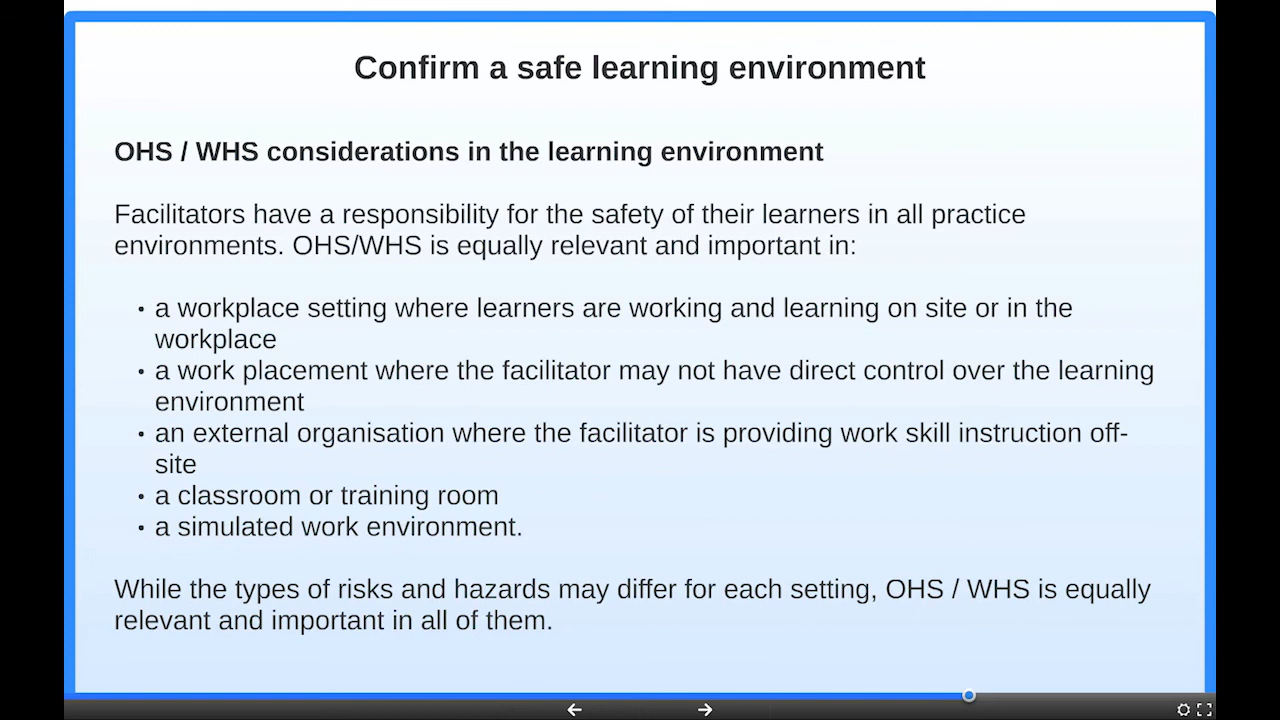 Confirm a safe learning environment
OHS / WHS considerations in the learning environment
Facilitators have a responsibility for the safety of their learners in all practice
environments. OHS/WHS is equally relevant and important in:
• a workplace setting where learners are working and learning on site or in the
workplace
• a work placement where the facilitator may not have direct control over the learning
environment
• an external organisation where the facilitator is providing work skill instruction off-
site
• a classroom or training room
• a simulated work environment.
While the types of risks and hazards may differ for each setting, OHS / WHS is equally
relevant and important in all of them.